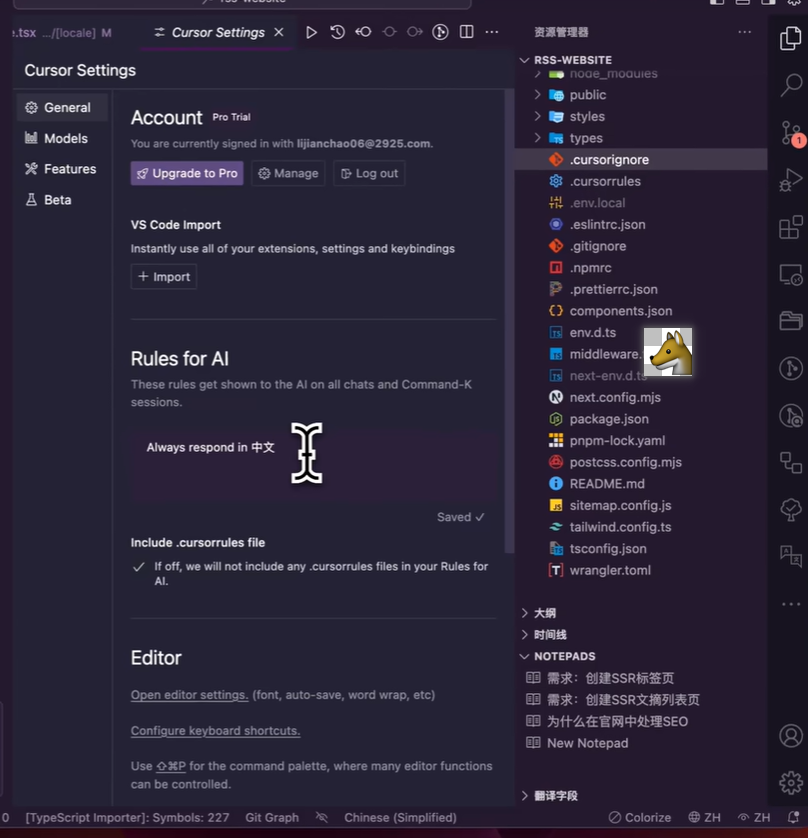 rss-website
.tsx .../[locale] M
Cursor Settings
Cursor Settings
General
Models
Features
Beta
Account Pro Trial
You are currently signed in with lijianchao06@2925.com.
Upgrade to Pro
Manage
Log out
VS Code Import
Instantly use all of your extensions, settings and keybindings
+ Import
Rules for AI
These rules get shown to the AI on all chats and Command-K
sessions.
Always respond in 中文
Saved ✓
Include .cursorrules file
If off, we will not include any .cursorrules files in your Rules for
AI.
Editor
Open editor settings. (font, auto-save, word wrap, etc)
Configure keyboard shortcuts.
Use ⇧⌘P for the command palette, where many editor functions
can be controlled.
资源管理器
RSS-WEBSITE
node_modules
public
styles
types
.cursorignore
.cursorrules
.env.local
.eslintrc.json
.gitignore
.npmrc
.prettierrc.json
components.json
env.d.ts
middleware.
next-env.d.ts
next.config.mjs
package.json
pnpm-lock.yaml
postcss.config.mjs
README.md
sitemap.config.js
tailwind.config.ts
tsconfig.json
wrangler.toml
大纲
时间线
NOTEPADS
需求：创建SSR标签页
需求：创建SSR文摘列表页
为什么在官网中处理SEO
New Notepad
翻译字段
1
0 [TypeScript Importer]: Symbols: 227 Git Graph Chinese (Simplified) Colorize ZH ZH